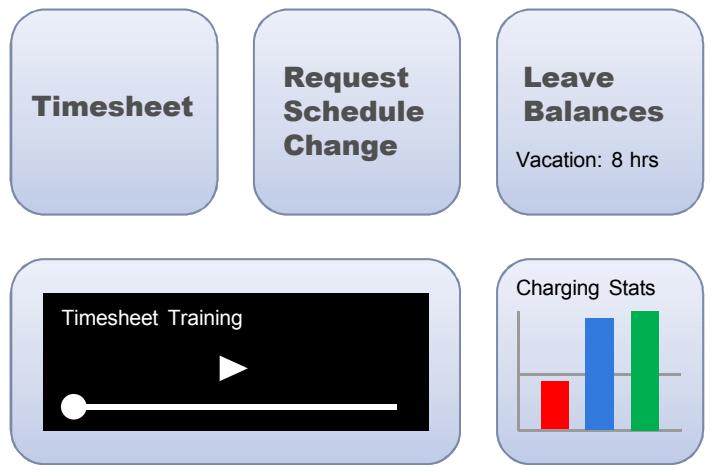 Timesheet
Request
Schedule
Change
Leave
Balances
Vacation: 8 hrs
Timesheet Training
Charging Stats